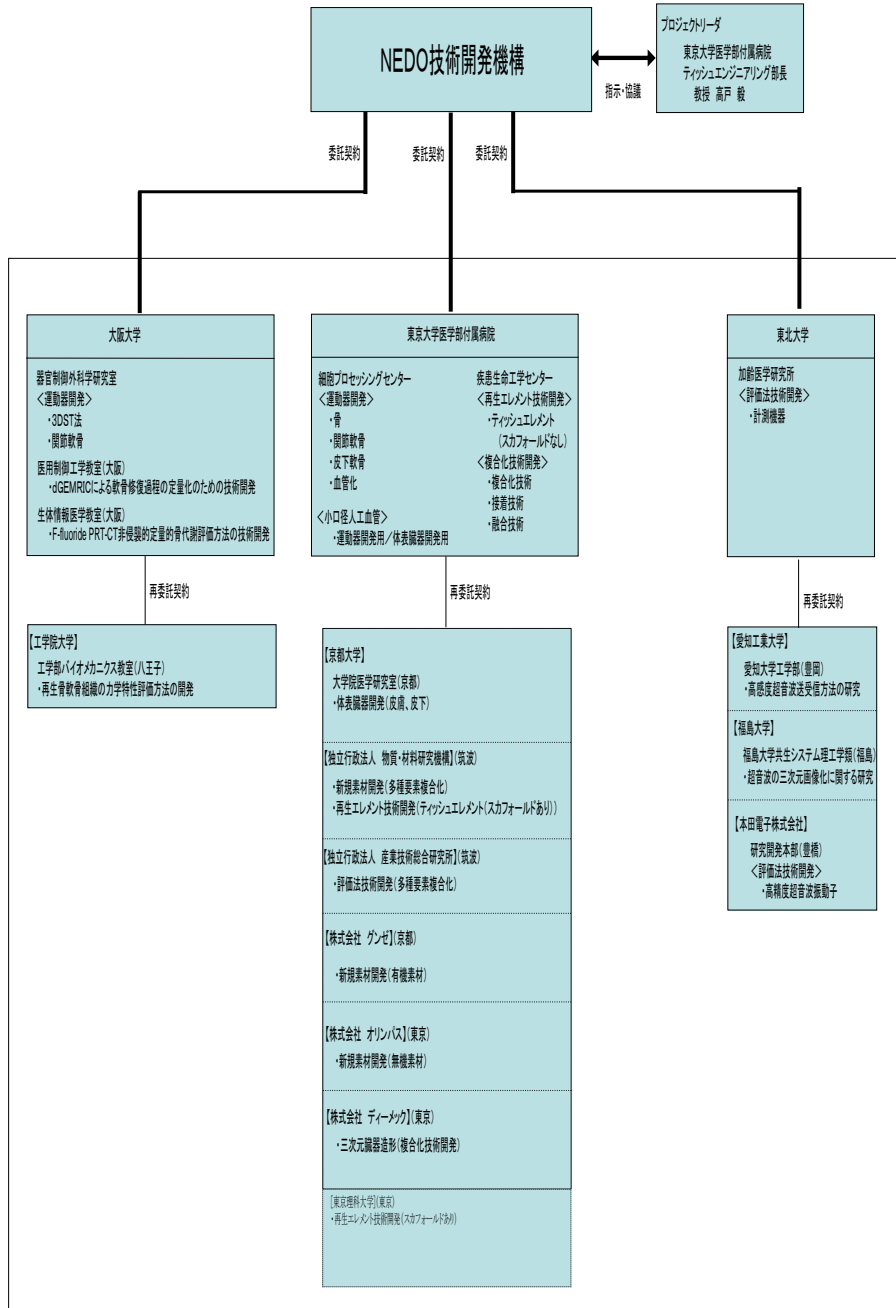 NEDO技術開発機構
プロジェクトリーダ
東京大学医学部付属病院
ティッシュエンジニアリング部長
教授 高戸 毅
指示・協議
委託契約
委託契約
委託契約
大阪大学
器官制御外科学研究室
<運動器開発>
・3DST法
・関節軟骨
医用制御工学教室(大阪)
・dGEMRICによる軟骨修復過程の定量化のための技術開発
生体情報医学教室(大阪)
・F-fluoride PRT-CT非侵襲的定量的骨代謝評価方法の技術開発
再委託契約
【工学院大学】
工学部バイオメカニクス教室(八王子)
・再生骨軟骨組織の力学特性評価方法の開発
東京大学医学部付属病院
細胞プロセッシングセンター
<運動器開発>
・骨
・関節軟骨
・皮下軟骨
・血管化
<小口径人工血管>
・運動器開発用/体表臓器開発用
疾患生命工学センター
<再生エレメント技術開発>
・ティッシュエレメント
(スカフォールドなし)
<複合化技術開発>
・複合化技術
・接着技術
・融合技術
再委託契約
【京都大学】
大学院医学研究室(京都)
・体表臓器開発(皮膚、皮下)
【独立行政法人 物質・材料研究機構】(筑波)
・新規素材開発(多種要素複合化)
・再生エレメント技術開発(ティッシュエレメント(スカフォールドあり))
【独立行政法人 産業技術総合研究所】(筑波)
・評価法技術開発(多種要素複合化)
【株式会社 グンゼ】(京都)
・新規素材開発(有機素材)
【株式会社 オリンパス】(東京)
・新規素材開発(無機素材)
【株式会社 ディーメック】(東京)
・三次元臓器造形(複合化技術開発)
[東京理科大学](東京)
・再生エレメント技術開発(スカフォールドあり)
東北大学
加齢医学研究所
<評価法技術開発>
・計測機器
再委託契約
【愛知工業大学】
愛知大学工学部(豊岡)
・高感度超音波送受信方法の研究
【福島大学】
福島大学共生システム理工学類(福島)
・超音波の三次元画像化に関する研究
【本田電子株式会社】
研究開発本部(豊橋)
<評価法技術開発>
・高精度超音波振動子